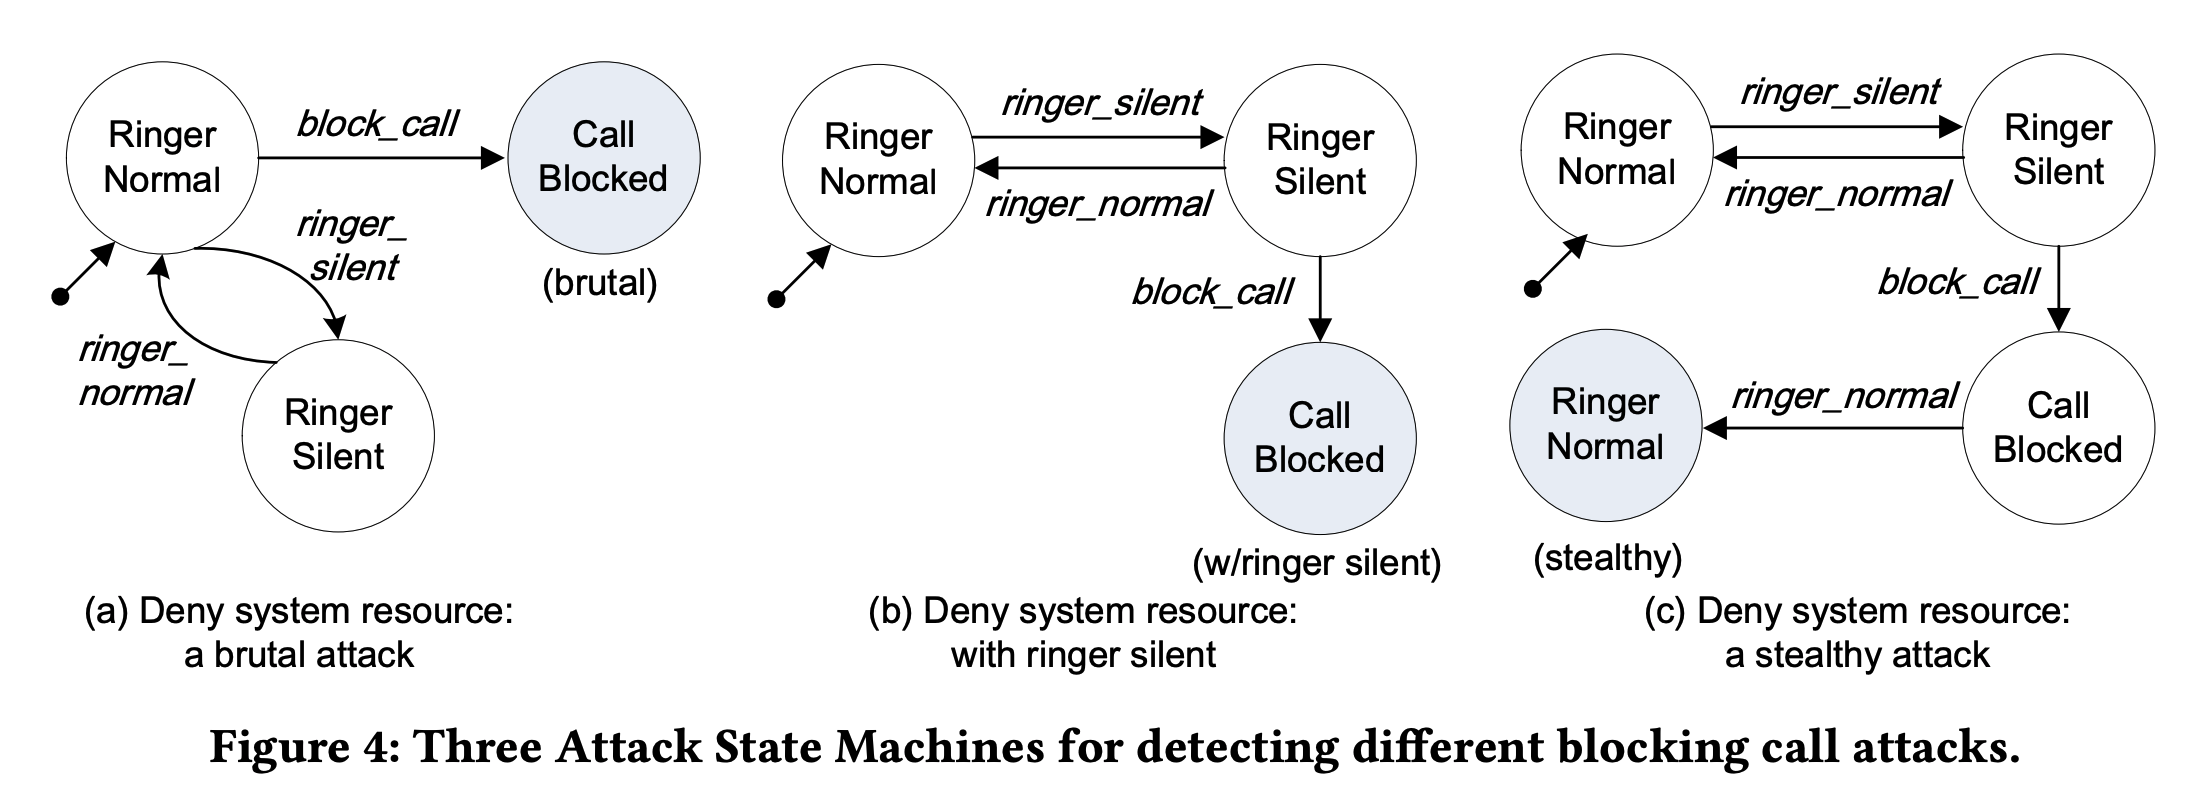 Ringer
Normal
block_call
Call
Blocked
(brutal)
ringer_
silent
ringer_
normal
Ringer
Silent
(a) Deny system resource:
a brutal attack
Ringer
Normal
ringer_silent
ringer_normal
Ringer
Silent
block_call
Call
Blocked
(w/ringer silent)
(b) Deny system resource:
with ringer silent
Ringer
Normal
ringer_silent
ringer_normal
Ringer
Silent
block_call
Call
Blocked
ringer_normal
Ringer
Normal
(stealthy)
(c) Deny system resource:
a stealthy attack
Figure 4: Three Attack State Machines for detecting different blocking call attacks.